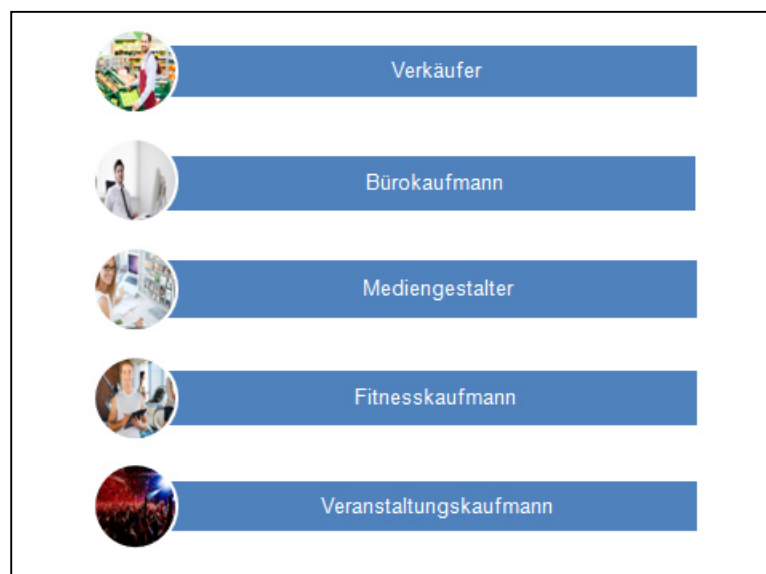 Verkäufer
Bürokaufmann
Mediengestalter
Fitnesskaufmann
Veranstaltungskaufmann